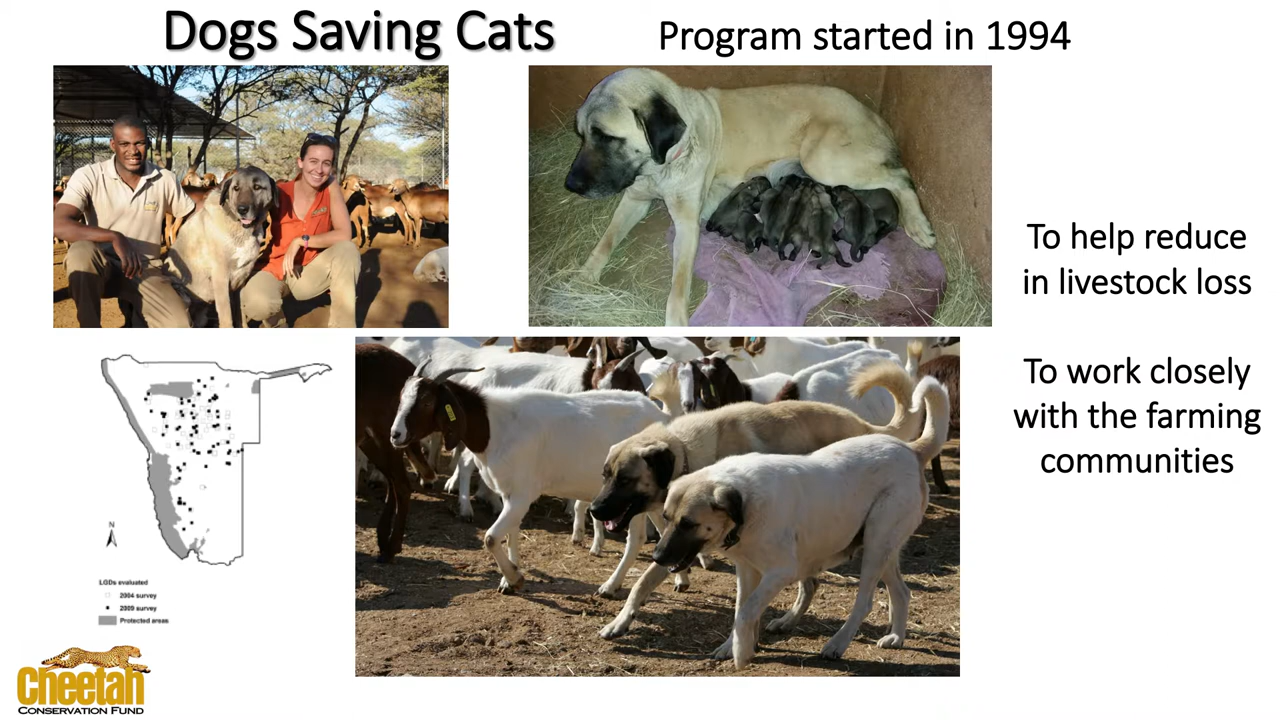 Dogs Saving Cats
Program started in 1994
To help reduce
in livestock loss
To work closely
with the farming
communities
N
LGDs evaluated
2004 survey
2009 survey
Protected areas
Cheetah
CONSERVATION FUND